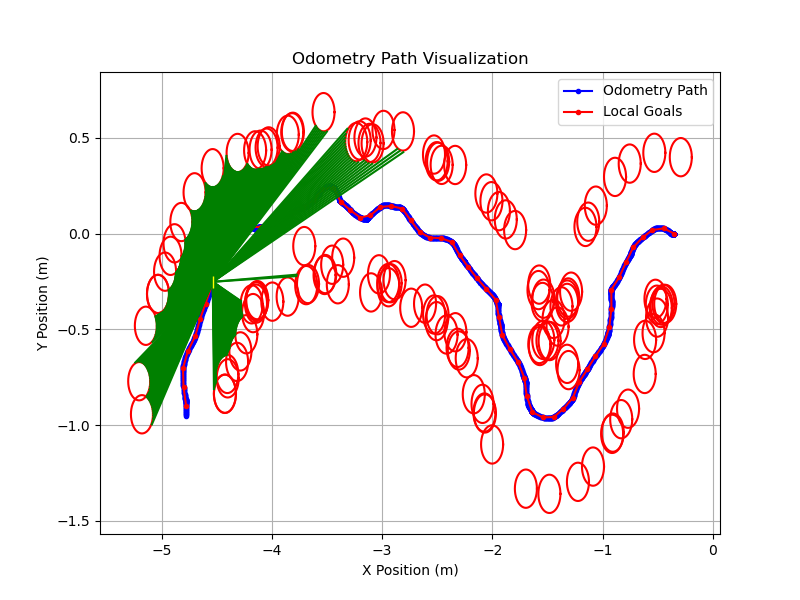 Odometry Path Visualization
Odometry Path
Local Goals
Y Position (m)
0.5
0.0
−0.5
−1.0
−1.5
−5
−4
−3
−2
−1
0
X Position (m)